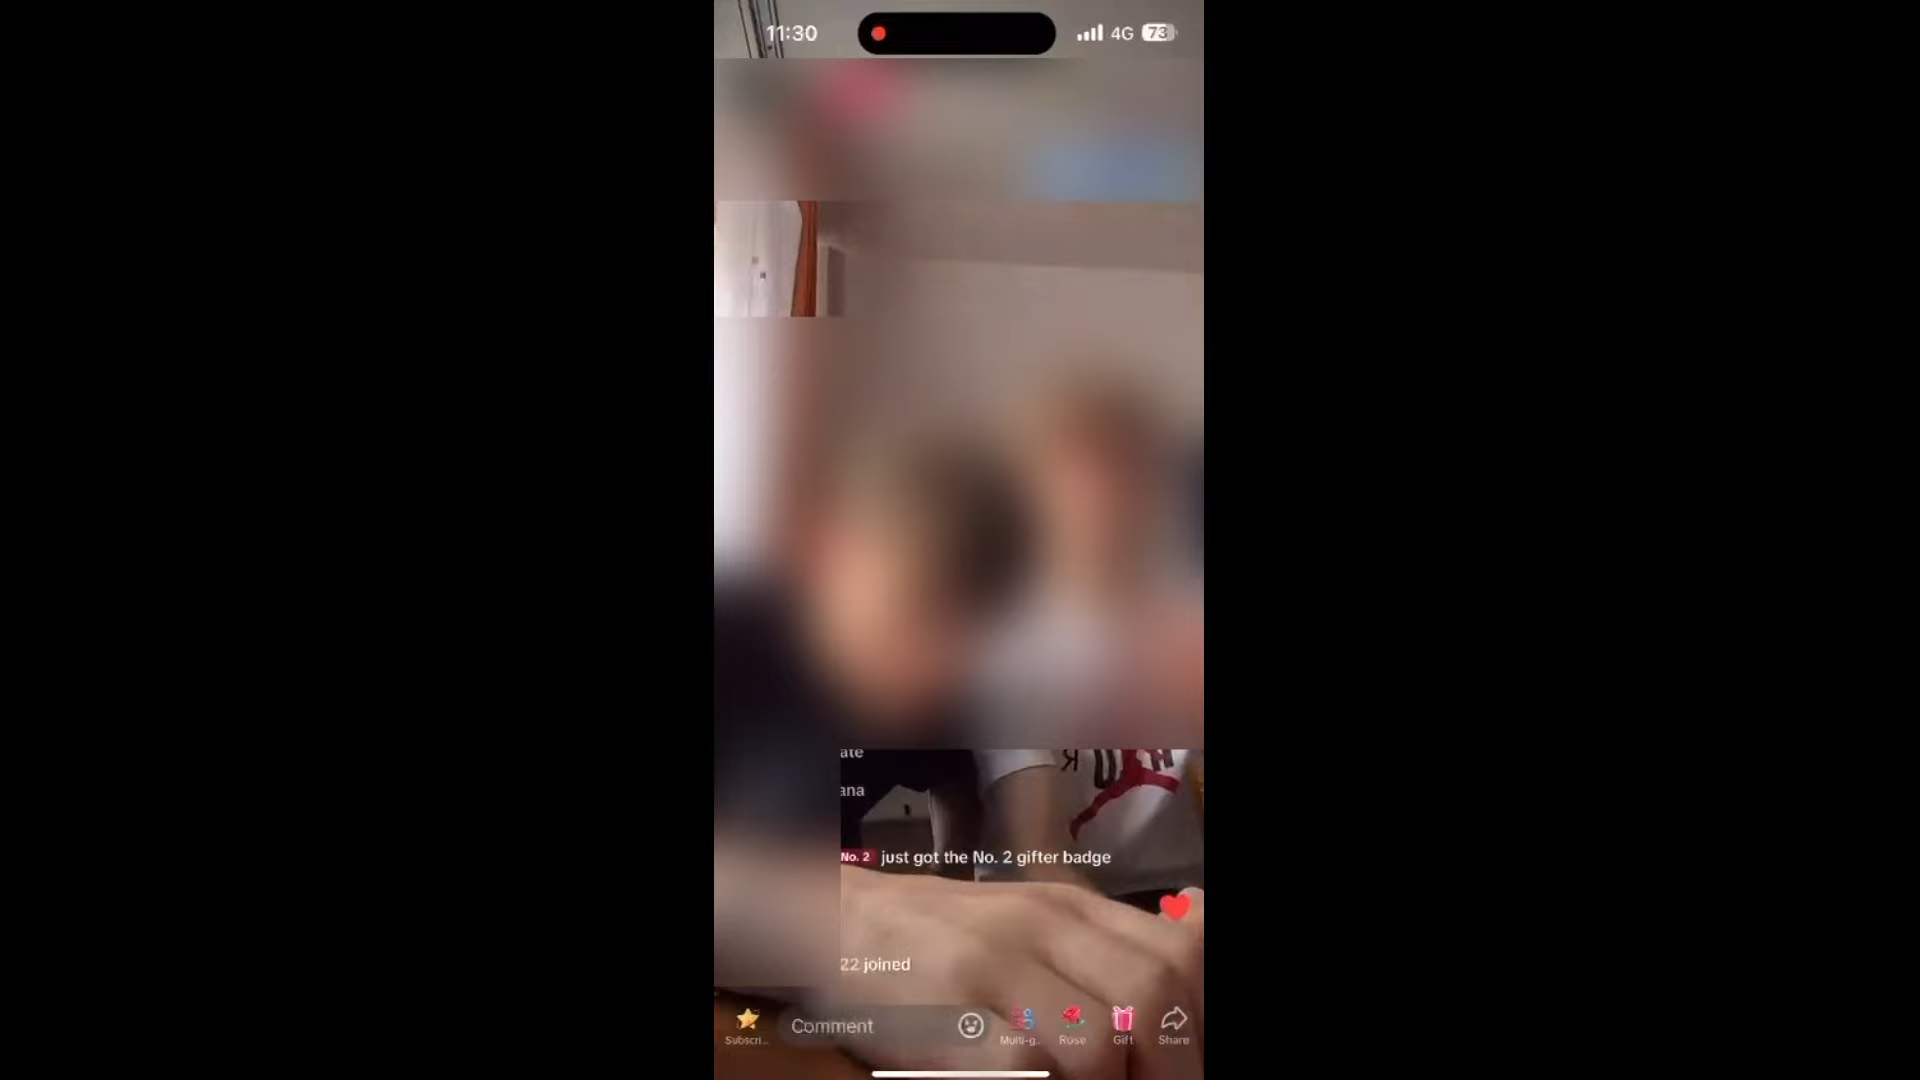 11:30
4G 73
ate
ana
No. 2 just got the No. 2 gifter badge
22 joined
Comment
Subscri...
Multi-g...
Rose
Gift
Share